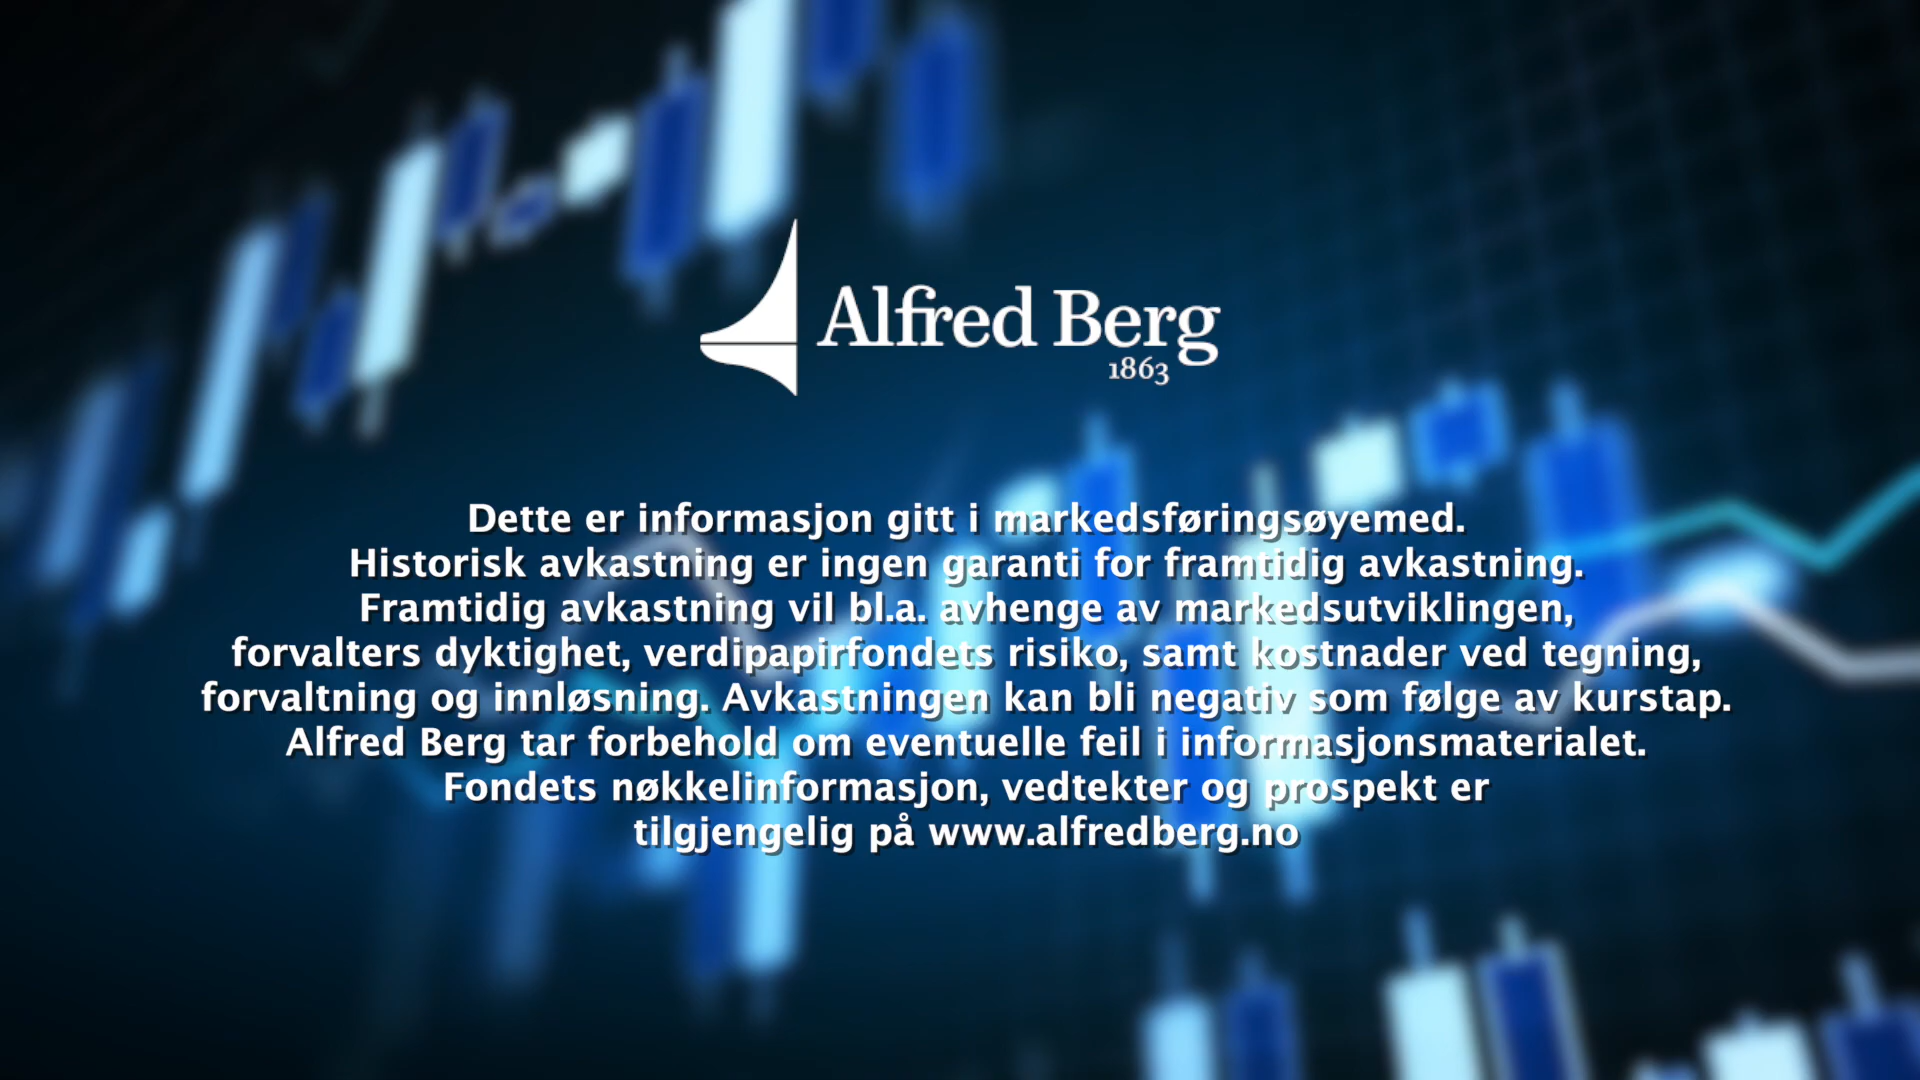 Alfred Berg
1863
Dette er informasjon gitt i markedsføringsøyemed.
Historisk avkastning er ingen garanti for framtidig avkastning.
Framtidig avkastning vil bl.a. avhenge av markedsutviklingen,
forvalters dyktighet, verdipapirfondets risiko, samt kostnader ved tegning,
forvaltning og innløsning. Avkastningen kan bli negativ som følge av kurstap.
Alfred Berg tar forbehold om eventuelle feil i informasjonsmaterialet.
Fondets nøkkelinformasjon, vedtekter og prospekt er
tilgjengelig på www.alfredberg.no